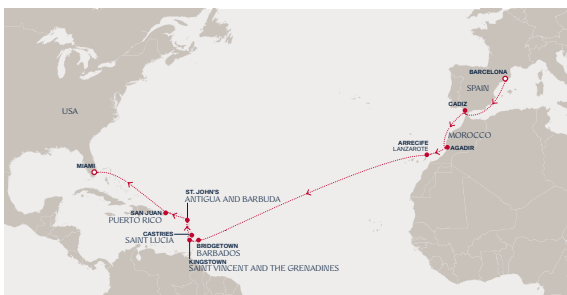 BARCELONA
SPAIN
CADIZ
USA
MOROCCO
ARRECIFE
LANZAROTE
AGADIR
MIAMI
ST. JOHN'S
ANTIGUA AND BARBUDA
SAN JUAN
PUERTO RICO
CASTRIES
SAINT LUCIA
BRIDGETOWN
BARBADOS
KINGSTOWN
SAINT VINCENT AND THE GRENADINES